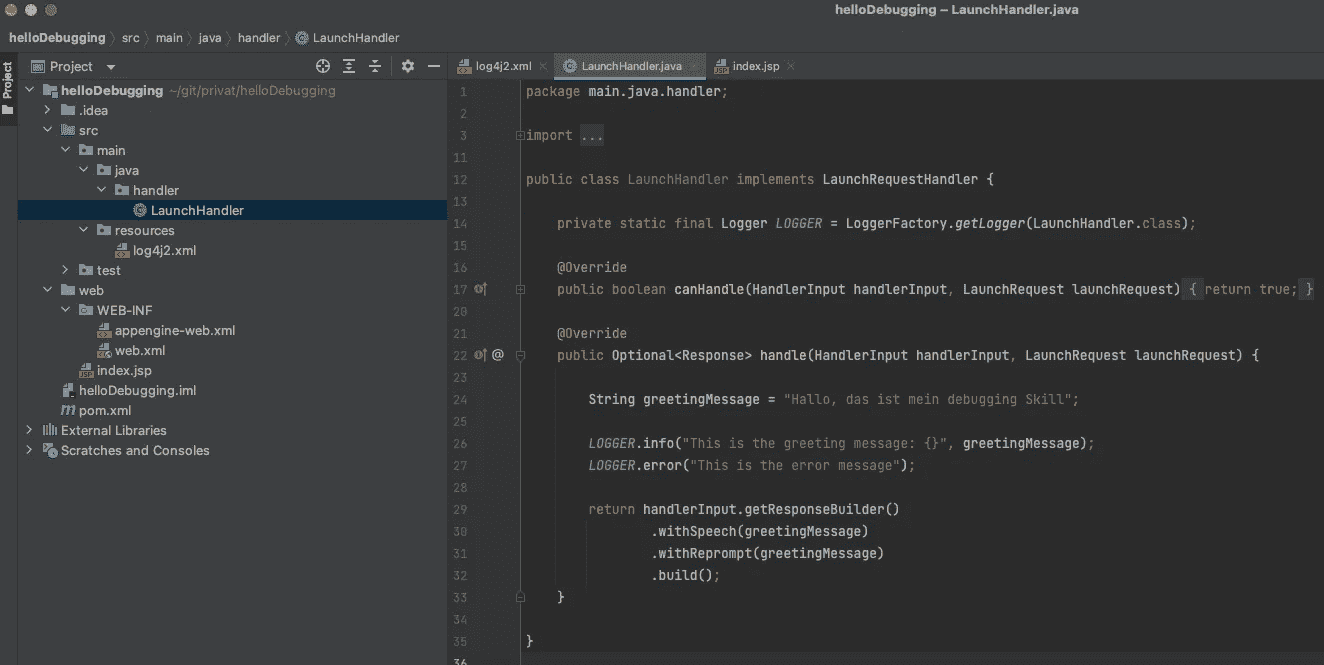 helloDebugging – LaunchHandler.java
helloDebugging src main java handler LaunchHandler
Project
Project
log4j2.xml
LaunchHandler.java
index.jsp
helloDebugging ~/git/privat/helloDebugging
.idea
src
main
java
handler
LaunchHandler
resources
log4j2.xml
test
web
WEB-INF
appengine-web.xml
web.xml
index.jsp
helloDebugging.iml
pom.xml
External Libraries
Scratches and Consoles
1 package main.java.handler;
2
3 import ...
11
12 public class LaunchHandler implements LaunchRequestHandler {
13
14 private static final Logger LOGGER = LoggerFactory.getLogger(LaunchHandler.class);
15
16 @Override
17 public boolean canHandle(HandlerInput handlerInput, LaunchRequest launchRequest) { return true; }
20
21 @Override
22 @ public Optional<Response> handle(HandlerInput handlerInput, LaunchRequest launchRequest) {
23
24 String greetingMessage = "Hallo, das ist mein debugging Skill";
25
26 LOGGER.info("This is the greeting message: {}", greetingMessage);
27 LOGGER.error("This is the error message");
28
29 return handlerInput.getResponseBuilder()
30 .withSpeech(greetingMessage)
31 .withReprompt(greetingMessage)
32 .build();
33 }
34
35 }
36